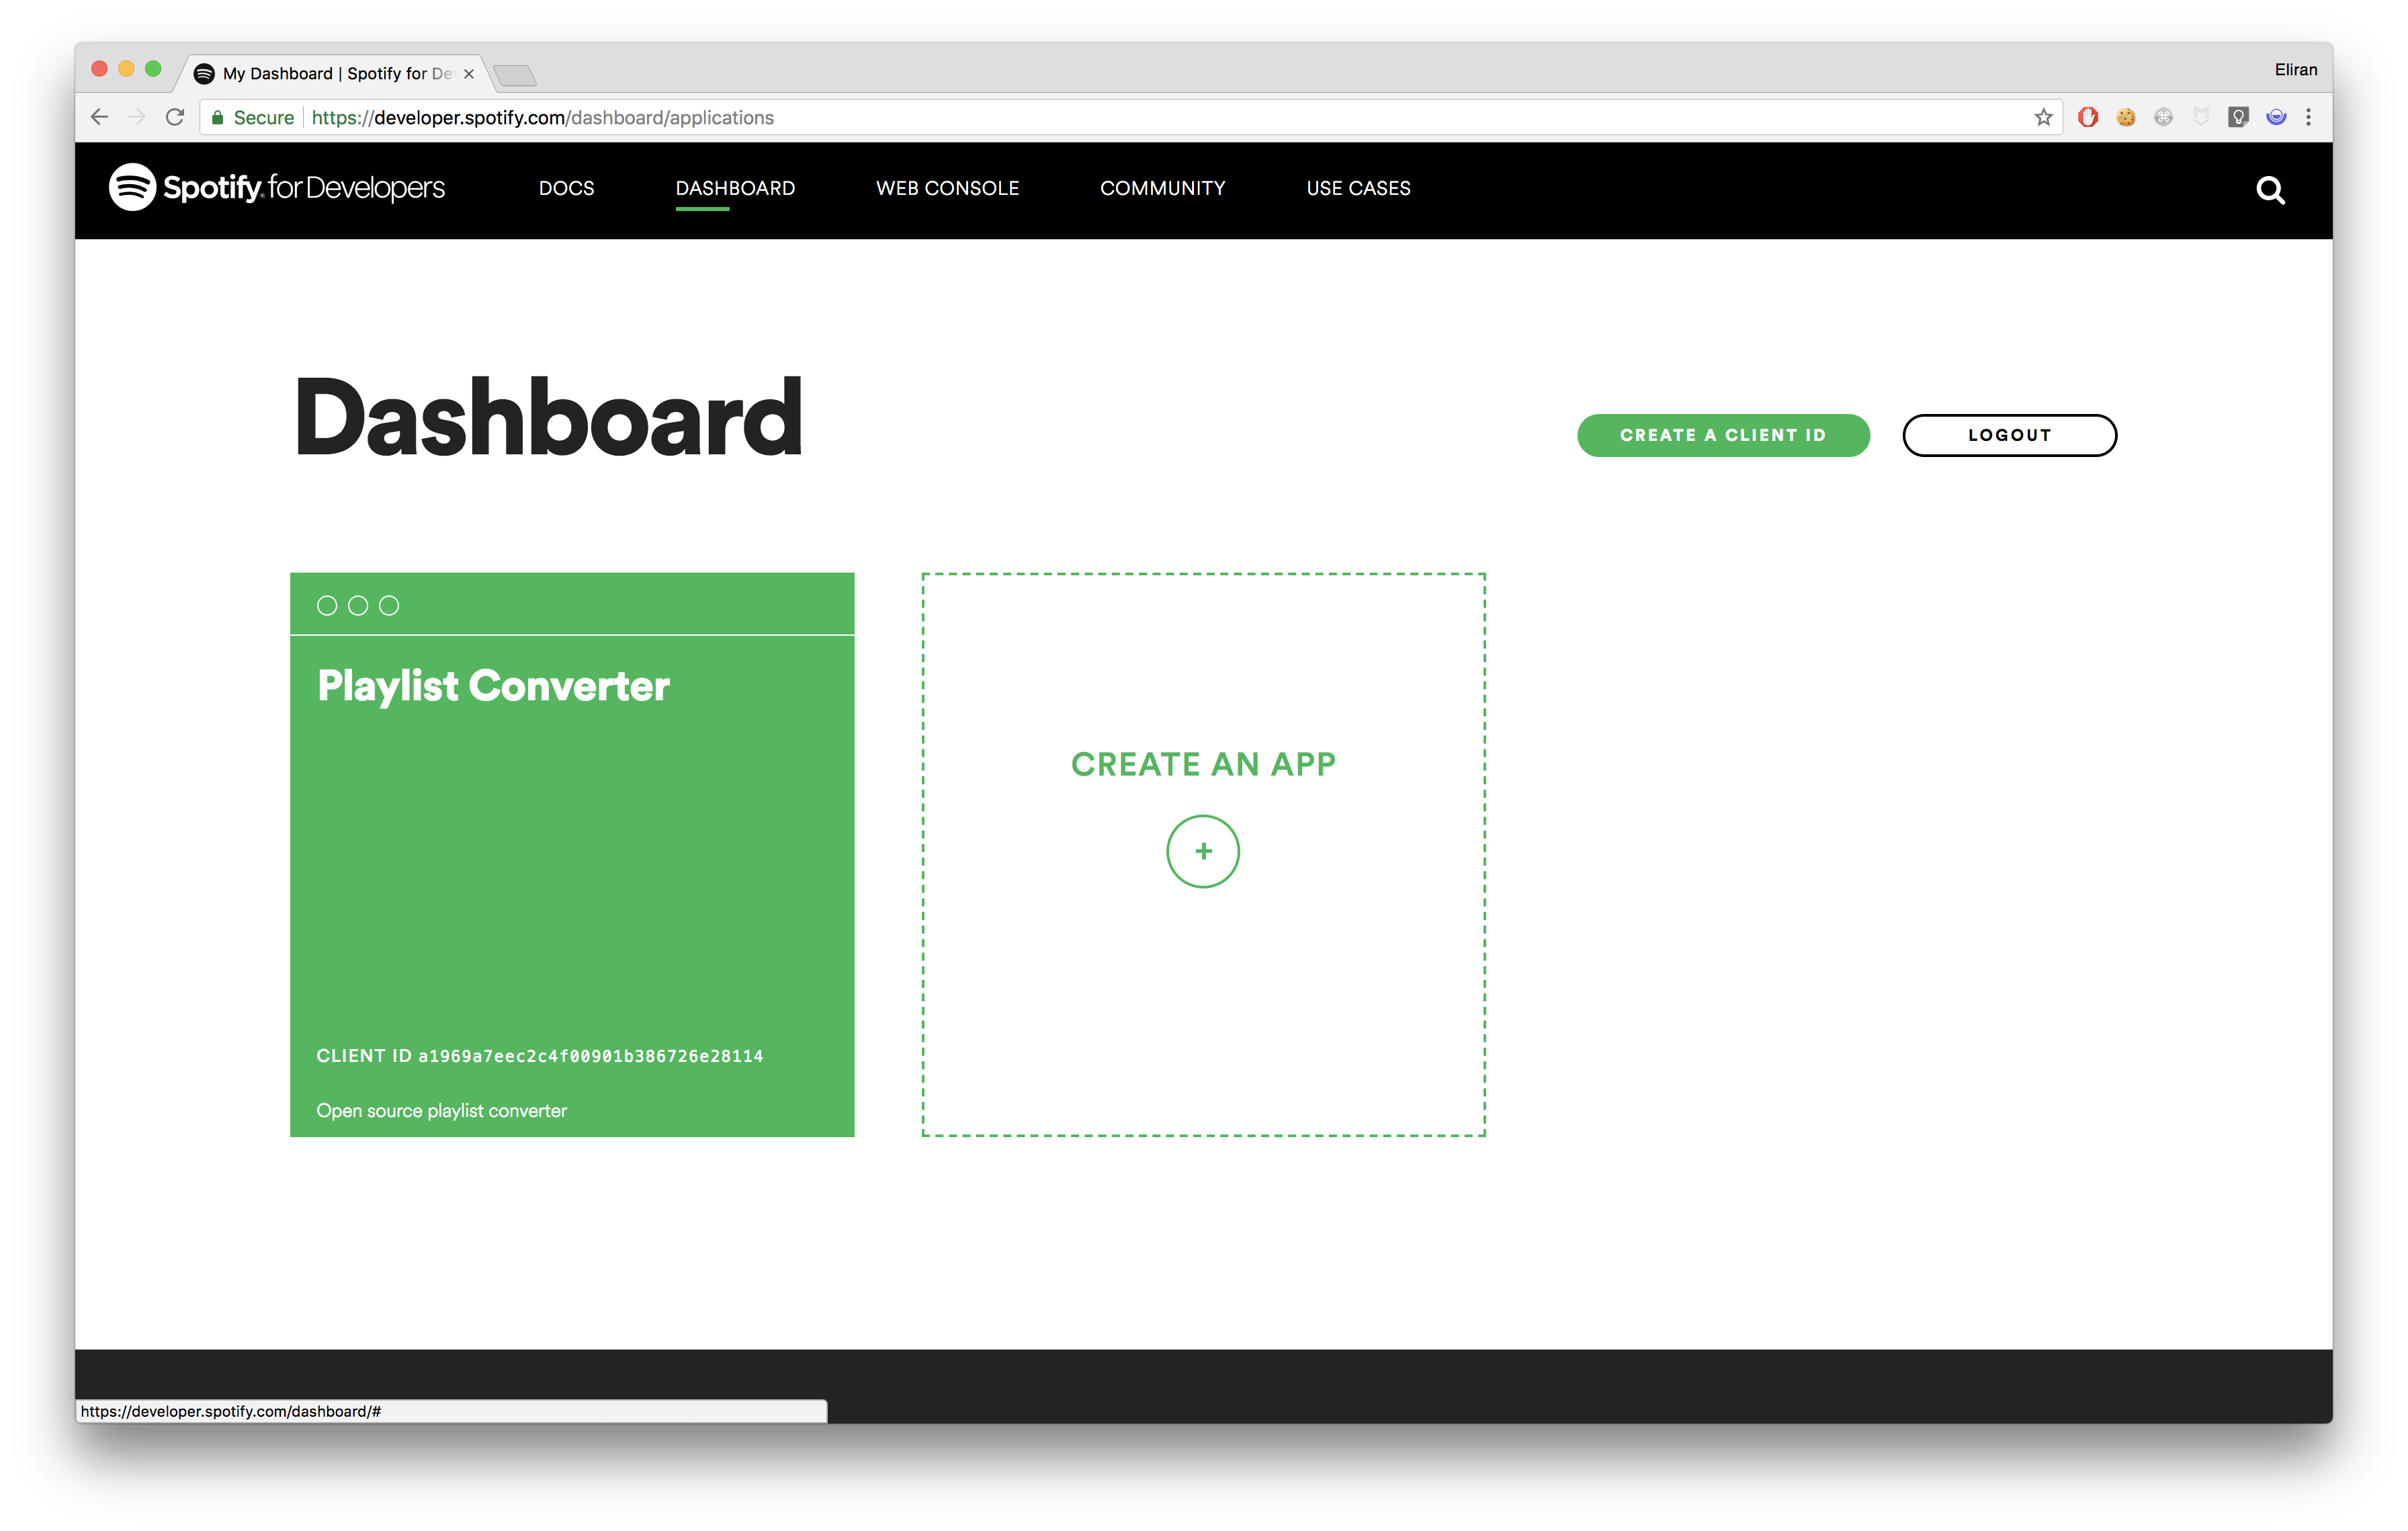 My Dashboard | Spotify for De
Eliran
Secure https://developer.spotify.com/dashboard/applications
Spotify for Developers DOCS DASHBOARD WEB CONSOLE COMMUNITY USE CASES
Dashboard
CREATE A CLIENT ID LOGOUT
Playlist Converter
CREATE AN APP
+
CLIENT ID a1969a7eec2c4f00901b386726e28114
Open source playlist converter
https://developer.spotify.com/dashboard/#